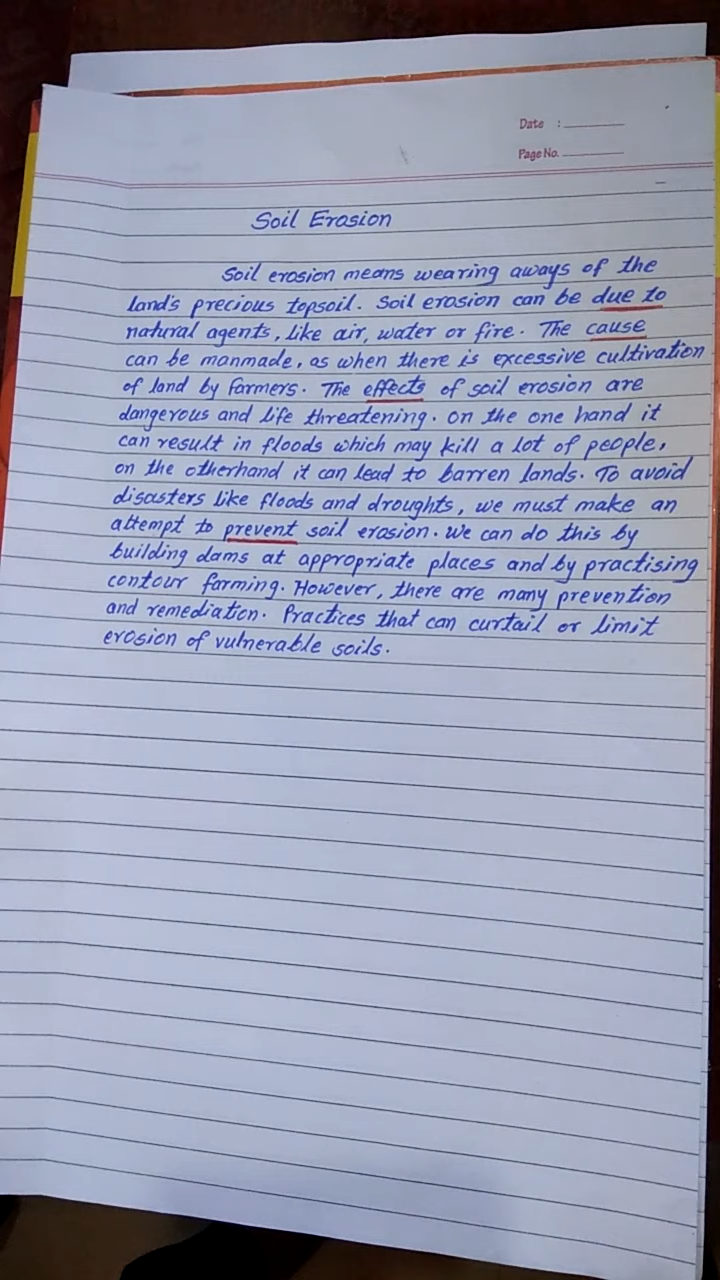 Date :
Page No.
Soil Erosion
Soil erosion means wearing aways of the
land's precious topsoil. Soil erosion can be due to
natural agents, like air, water or fire. The cause
can be manmade, as when there is excessive cultivation
of land by farmers. The effects of soil erosion are
dangerous and life threatening. on the one hand it
can result in floods which may kill a lot of people,
on the otherhand it can lead to barren lands. To avoid
disasters like floods and droughts, we must make an
attempt to prevent soil erosion. We can do this by
building dams at appropriate places and by practising
contour farming. However, there are many prevention
and remediation. Practices that can curtail or limit
erosion of vulnerable soils.